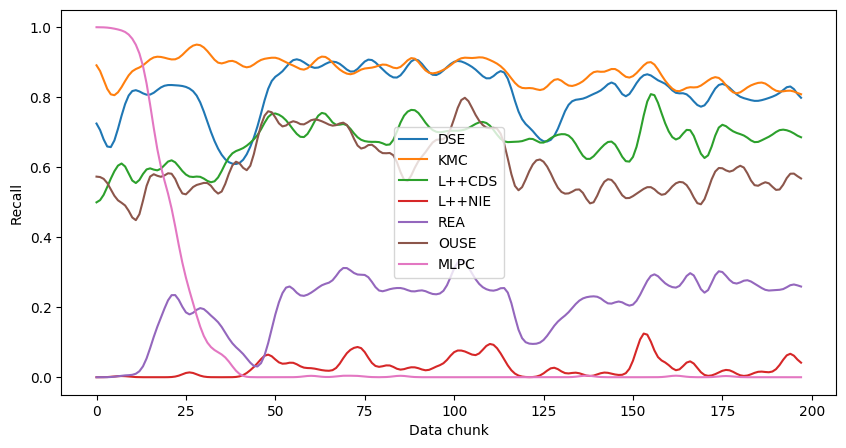 1.0
0.8
0.6
0.4
0.2
0.0
Recall
DSE
KMC
L++CDS
L++NIE
REA
OUSE
MLPC
0 25 50 75 100 125 150 175 200
Data chunk